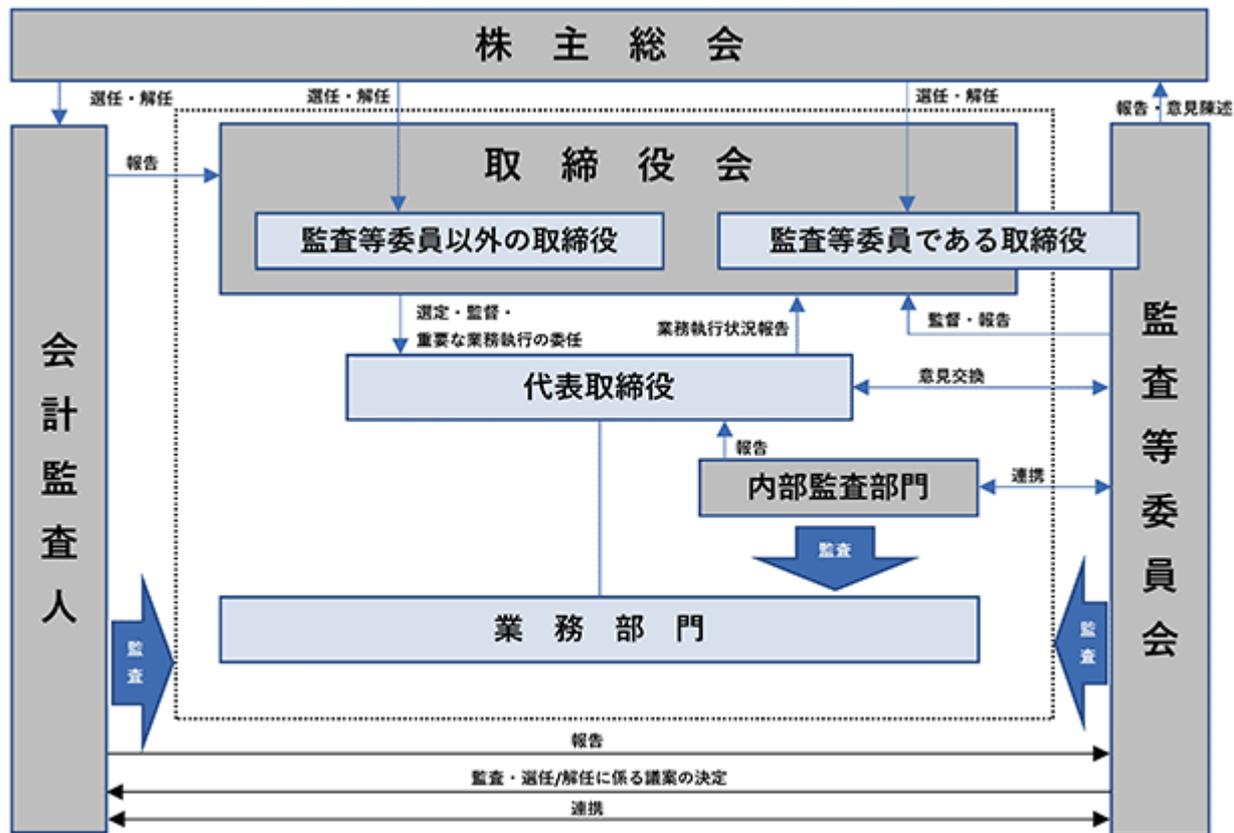 株主総会
選任・解任
選任・解任
選任・解任
報告・意見陳述
取締役会
報告
監査等委員以外の取締役
監査等委員である取締役
選定・監督・
重要な業務執行の委任
業務執行状況報告
監督・報告
代表取締役
意見交換
報告
内部監査部門
連携
監査
業務部門
会計監査人
監査等委員会
監査
監査
報告
監査・選任/解任に係る議案の決定
連携